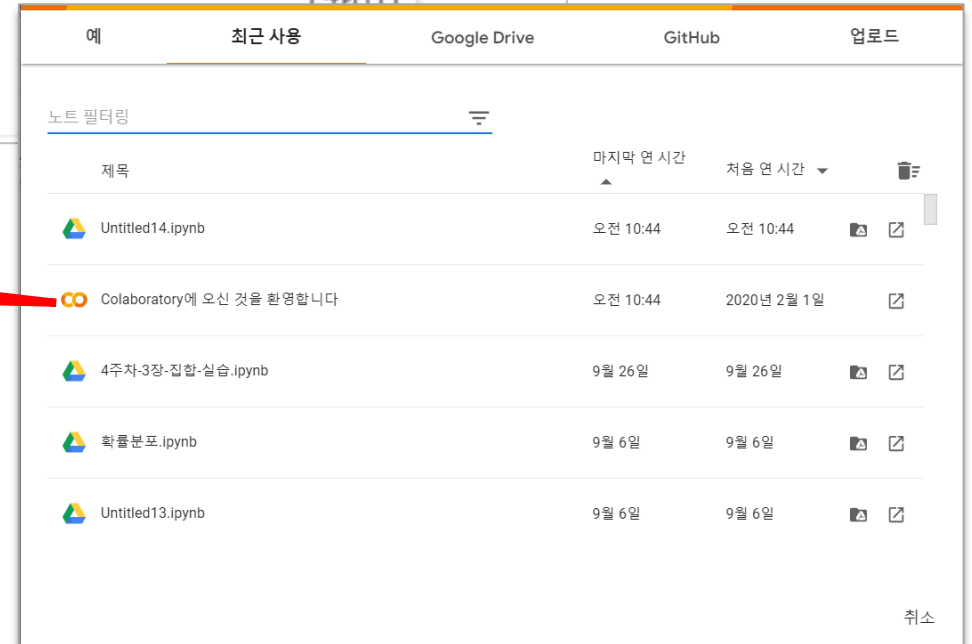 예 최근 사용 Google Drive GitHub 업로드
노트 필터링
제목 마지막 연 시간 처음 연 시간
Untitled14.ipynb 오전 10:44 오전 10:44
Colaboratory에 오신 것을 환영합니다 오전 10:44 2020년 2월 1일
4주차-3장-집합-실습.ipynb 9월 26일 9월 26일
확률분포.ipynb 9월 6일 9월 6일
Untitled13.ipynb 9월 6일 9월 6일
취소